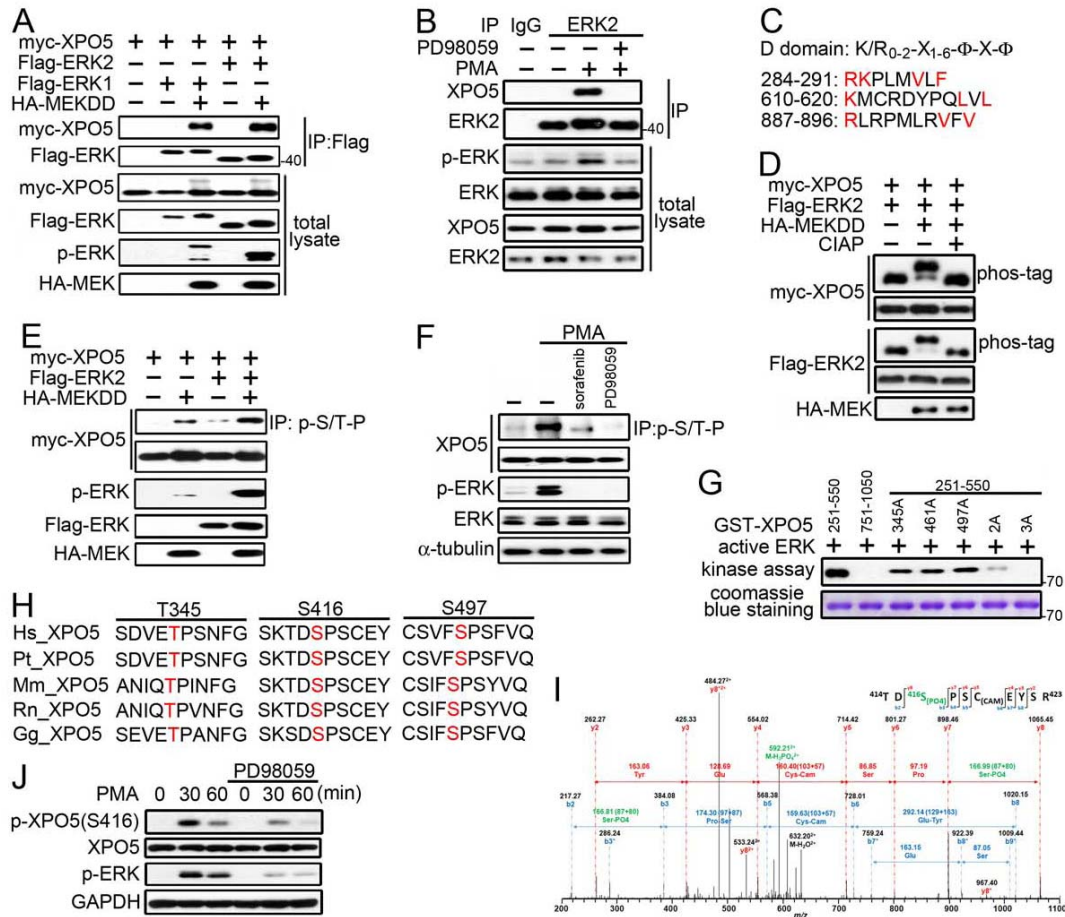 A
myc-XPO5 + + + + +
Flag-ERK2 − − − + +
Flag-ERK1 − + + − −
HA-MEKDD − − + − +
myc-XPO5
Flag-ERK
IP:Flag
-40
myc-XPO5
Flag-ERK
p-ERK
HA-MEK
total
lysate
B
IP IgG ERK2
PD98059 − − − +
PMA − − + +
XPO5
ERK2
IP
-40
p-ERK
ERK
XPO5
ERK2
total
lysate
C
D domain: K/R0-2-X1-6-Φ-X-Φ
284-291: RKPLMVLF
610-620: KMCRDYPQLVL
887-896: RLRPMLRVFV
D
myc-XPO5 + + +
Flag-ERK2 + + +
HA-MEKDD − + +
CIAP − − +
myc-XPO5
phos-tag
Flag-ERK2
phos-tag
HA-MEK
E
myc-XPO5 + + + +
Flag-ERK2 − − + +
HA-MEKDD − + − +
myc-XPO5
IP: p-S/T-P
p-ERK
Flag-ERK
HA-MEK
F
PMA
− − sorafenib PD98059
XPO5
IP:p-S/T-P
p-ERK
ERK
α-tubulin
G
251-550
GST-XPO5 251-550 751-1050 345A 461A 497A 2A 3A
active ERK + + + + + + +
kinase assay -70
coomassie
blue staining -70
H
T345 S416 S497
Hs_XPO5 SDVETPSNFG SKTDSPSCEY CSVFSPSFVQ
Pt_XPO5 SDVETPSNFG SKTDSPSCEY CSVFSPSFVQ
Mm_XPO5 ANIQTPINFG SKTDSPSCEY CSIFSPSYVQ
Rn_XPO5 ANIQTPVNFG SKTDSPSCEY CSIFSPSYVQ
Gg_XPO5 SEVETPANFG SKSDSPSCEY CSIFSPSFVQ
I
414T D 416S[PO4] P S C[CAM] E Y S R423
484.272+
262.27 425.33 554.02 714.42 801.27 898.46 1065.45
y2 y3 y4 y5 y6 y7 y8
592.212+
163.06 128.69 160.40(103+57) 86.85 97.19 166.99 (87+80)
Tyr Glu Cys-Cam Ser Pro Ser-PO4
217.27 384.08 568.38 728.01 1020.15
b2 b3 b5 b6 b8
166.81 (87+80) 174.30 (97+87) 159.63(103+57) 292.14 (129+163)
Ser-PO4 Pro-Ser Cys-Cam Glu-Tyr
286.24
533.24
632.20
759.24 922.39 1009.44
163.15 87.05
Glu Ser
967.40
200 300 400 500 600 700 800 900 1000 1100
m/z
J
PD98059
PMA 0 30 60 0 30 60 (min)
p-XPO5(S416)
XPO5
p-ERK
GAPDH